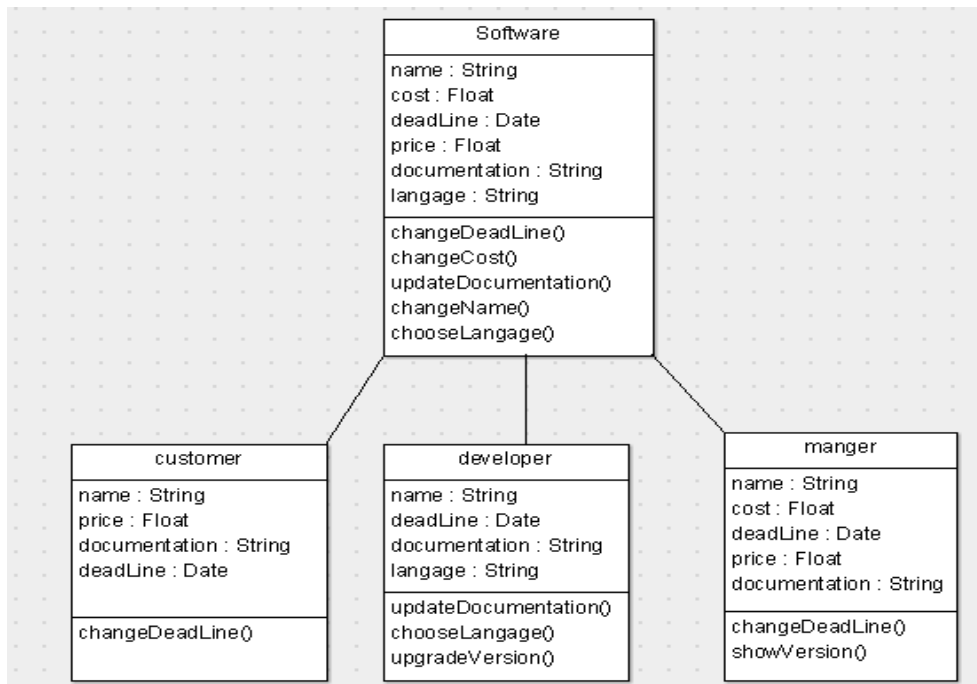 Software
name : String
cost : Float
deadLine : Date
price : Float
documentation : String
langage : String
changeDeadLine()
changeCost()
updateDocumentation()
changeName()
chooseLangage()
customer
name : String
price : Float
documentation : String
deadLine : Date
changeDeadLine()
developer
name : String
deadLine : Date
documentation : String
langage : String
updateDocumentation()
chooseLangage()
upgradeVersion()
manger
name : String
cost : Float
deadLine : Date
price : Float
documentation : String
changeDeadLine()
showVersion()